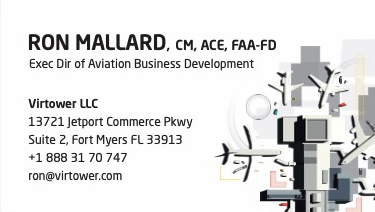 RON MALLARD, CM, ACE, FAA-FD
Exec Dir of Aviation Business Development
Virtower LLC
13721 Jetport Commerce Pkwy
Suite 2, Fort Myers FL 33913
+1 888 31 70 747
ron@virtower.com